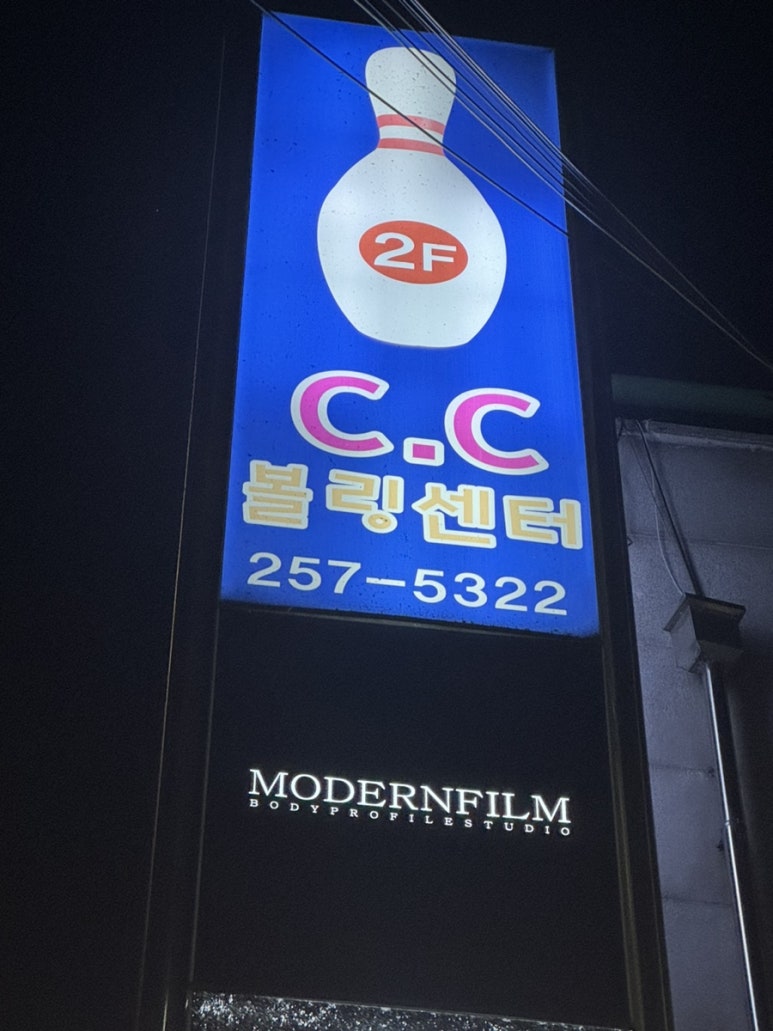 2F
C.C
볼링센터
257-5322
MODERNFILM
BODYPROFILESTUDIO